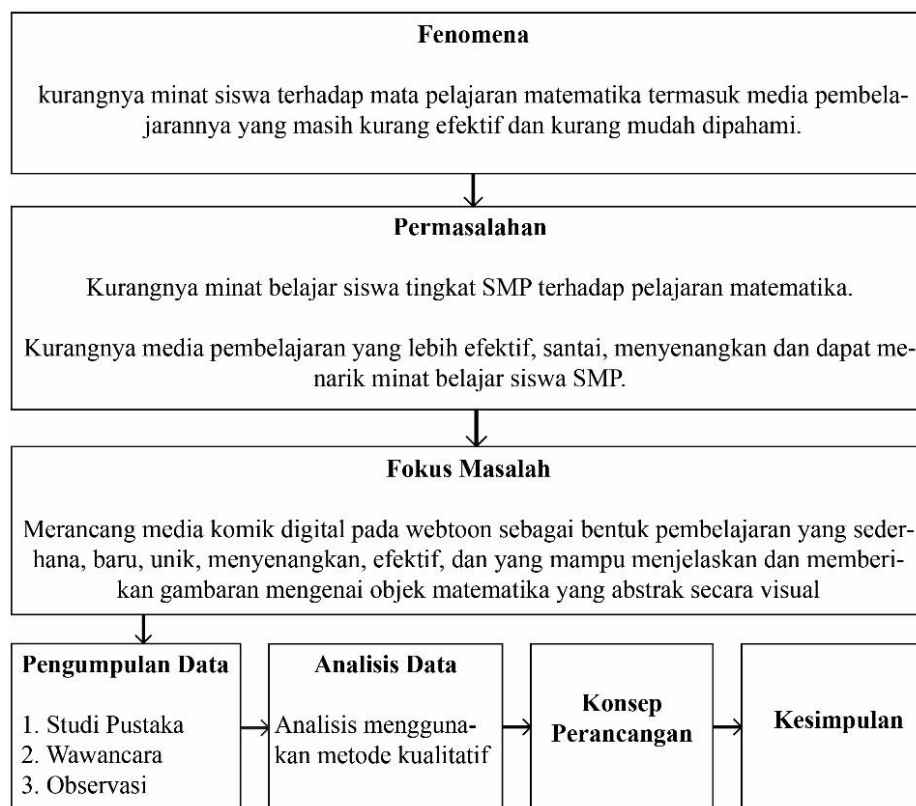 Fenomena
kurangnya minat siswa terhadap mata pelajaran matematika termasuk media pembela-
jarannya yang masih kurang efektif dan kurang mudah dipahami.
Permasalahan
Kurangnya minat belajar siswa tingkat SMP terhadap pelajaran matematika.
Kurangnya media pembelajaran yang lebih efektif, santai, menyenangkan dan dapat me-
narik minat belajar siswa SMP.
Fokus Masalah
Merancang media komik digital pada webtoon sebagai bentuk pembelajaran yang seder-
hana, baru, unik, menyenangkan, efektif, dan yang mampu menjelaskan dan memberi-
kan gambaran mengenai objek matematika yang abstrak secara visual
Pengumpulan Data
1. Studi Pustaka
2. Wawancara
3. Observasi
Analisis Data
Analisis mengguna-
kan metode kualitatif
Konsep
Perancangan
Kesimpulan